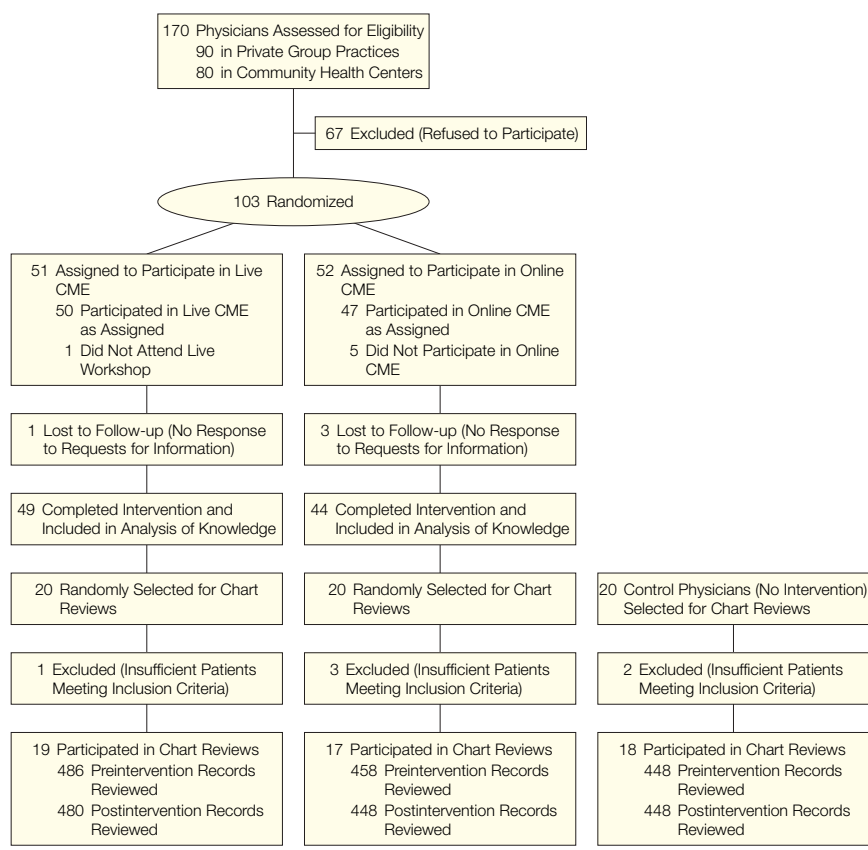 170 Physicians Assessed for Eligibility
90 in Private Group Practices
80 in Community Health Centers
67 Excluded (Refused to Participate)
103 Randomized
51 Assigned to Participate in Live
CME
50 Participated in Live CME
as Assigned
1 Did Not Attend Live
Workshop
52 Assigned to Participate in Online
CME
47 Participated in Online CME
as Assigned
5 Did Not Participate in Online
CME
1 Lost to Follow-up (No Response
to Requests for Information)
3 Lost to Follow-up (No Response
to Requests for Information)
49 Completed Intervention and
Included in Analysis of Knowledge
44 Completed Intervention and
Included in Analysis of Knowledge
20 Randomly Selected for Chart
Reviews
20 Randomly Selected for Chart
Reviews
20 Control Physicians (No Intervention)
Selected for Chart Reviews
1 Excluded (Insufficient Patients
Meeting Inclusion Criteria)
3 Excluded (Insufficient Patients
Meeting Inclusion Criteria)
2 Excluded (Insufficient Patients
Meeting Inclusion Criteria)
19 Participated in Chart Reviews
486 Preintervention Records
Reviewed
480 Postintervention Records
Reviewed
17 Participated in Chart Reviews
458 Preintervention Records
Reviewed
448 Postintervention Records
Reviewed
18 Participated in Chart Reviews
448 Preintervention Records
Reviewed
448 Postintervention Records
Reviewed